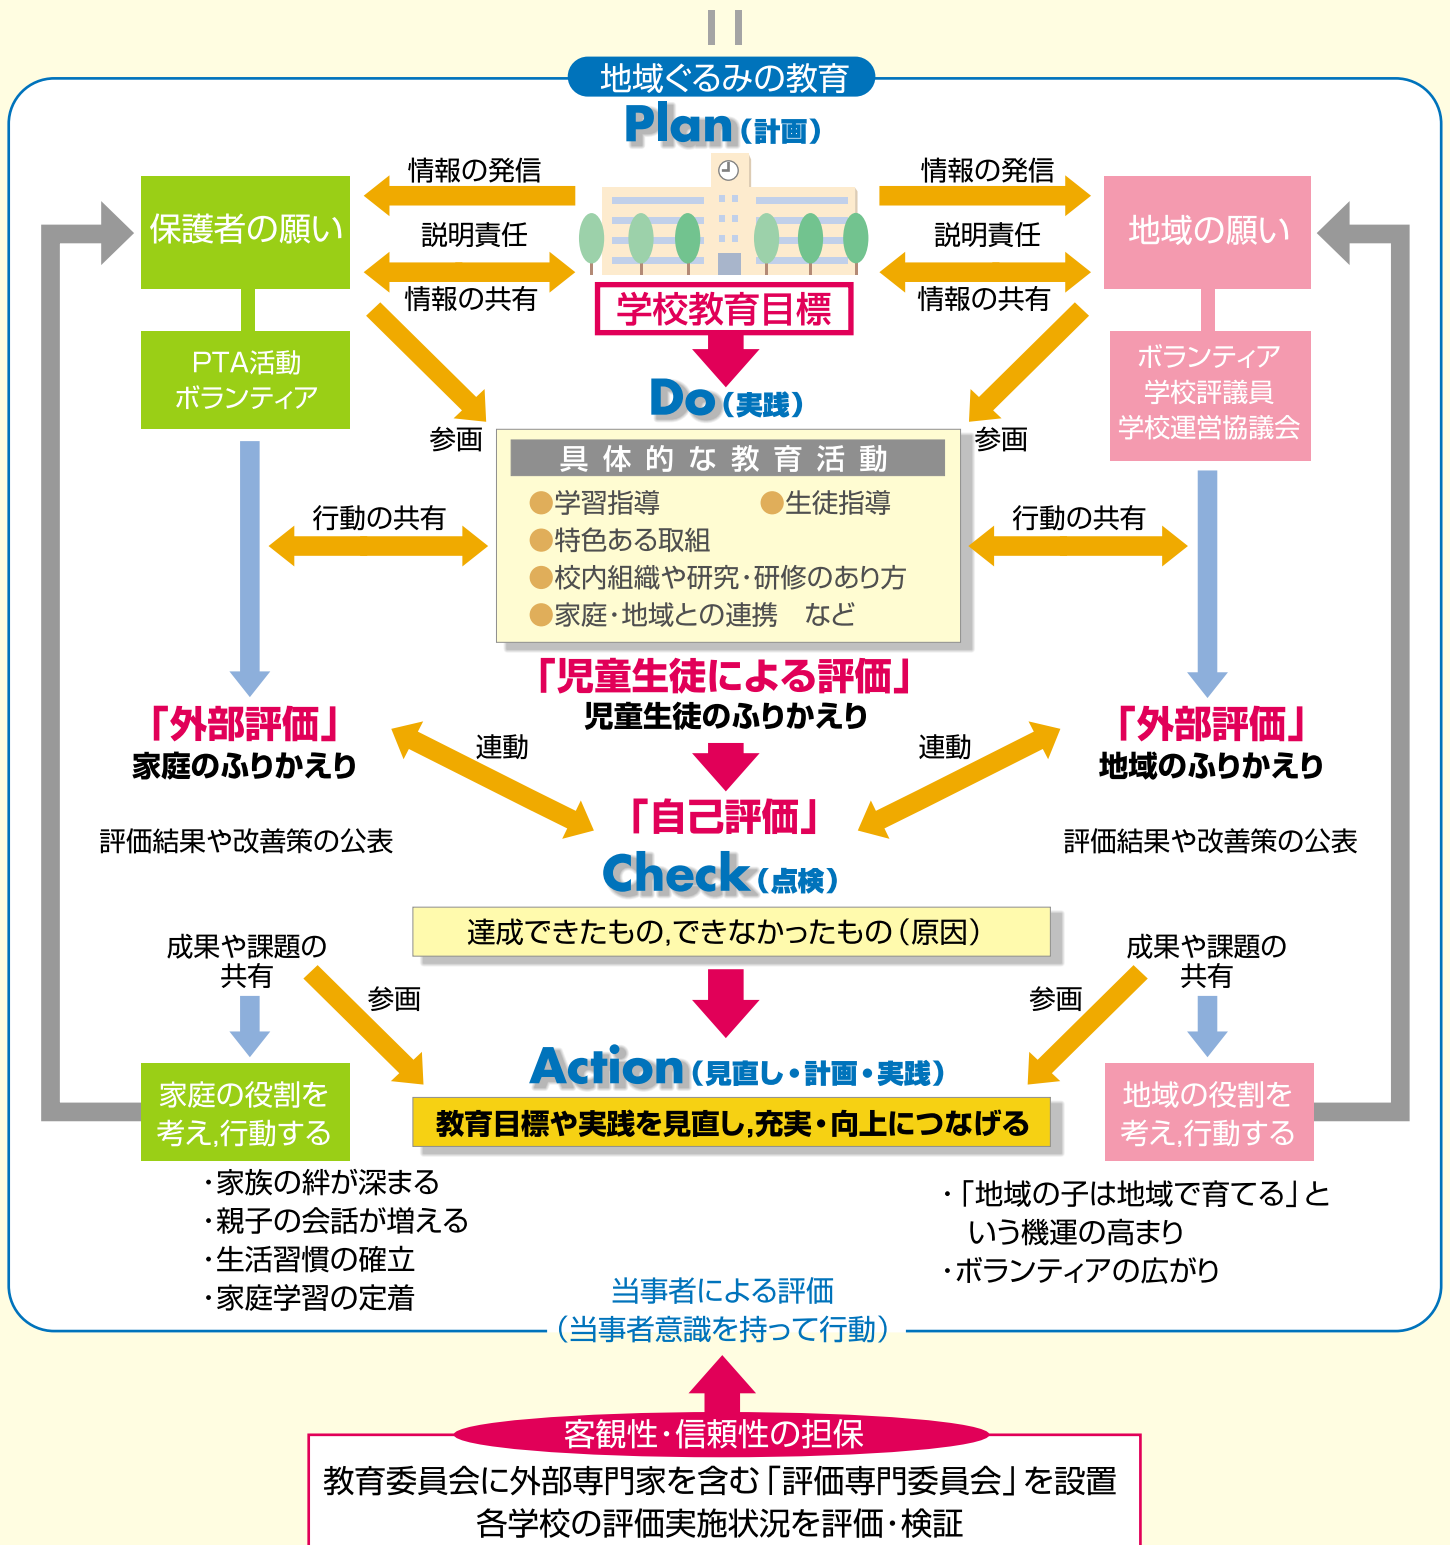 地域ぐるみの教育
Plan（計画）
情報の発信
情報の発信
保護者の願い
説明責任
説明責任
地域の願い
情報の共有
情報の共有
学校教育目標
PTA活動
ボランティア
ボランティア
学校評議員
学校運営協議会
Do（実践）
参画
参画
具体的な教育活動
●学習指導　●生徒指導
●特色ある取組
●校内組織や研究・研修のあり方
●家庭・地域との連携　など
行動の共有
行動の共有
「児童生徒による評価」
児童生徒のふりかえり
「外部評価」
家庭のふりかえり
「外部評価」
地域のふりかえり
連動
連動
「自己評価」
評価結果や改善策の公表
評価結果や改善策の公表
Check（点検）
達成できたもの,できなかったもの（原因）
成果や課題の
共有
成果や課題の
共有
参画
参画
Action（見直し・計画・実践）
教育目標や実践を見直し,充実・向上につなげる
家庭の役割を
考え,行動する
地域の役割を
考え,行動する
・家族の絆が深まる
・親子の会話が増える
・生活習慣の確立
・家庭学習の定着
・「地域の子は地域で育てる」と
いう機運の高まり
・ボランティアの広がり
当事者による評価
（当事者意識を持って行動）
客観性・信頼性の担保
教育委員会に外部専門家を含む「評価専門委員会」を設置
各学校の評価実施状況を評価・検証